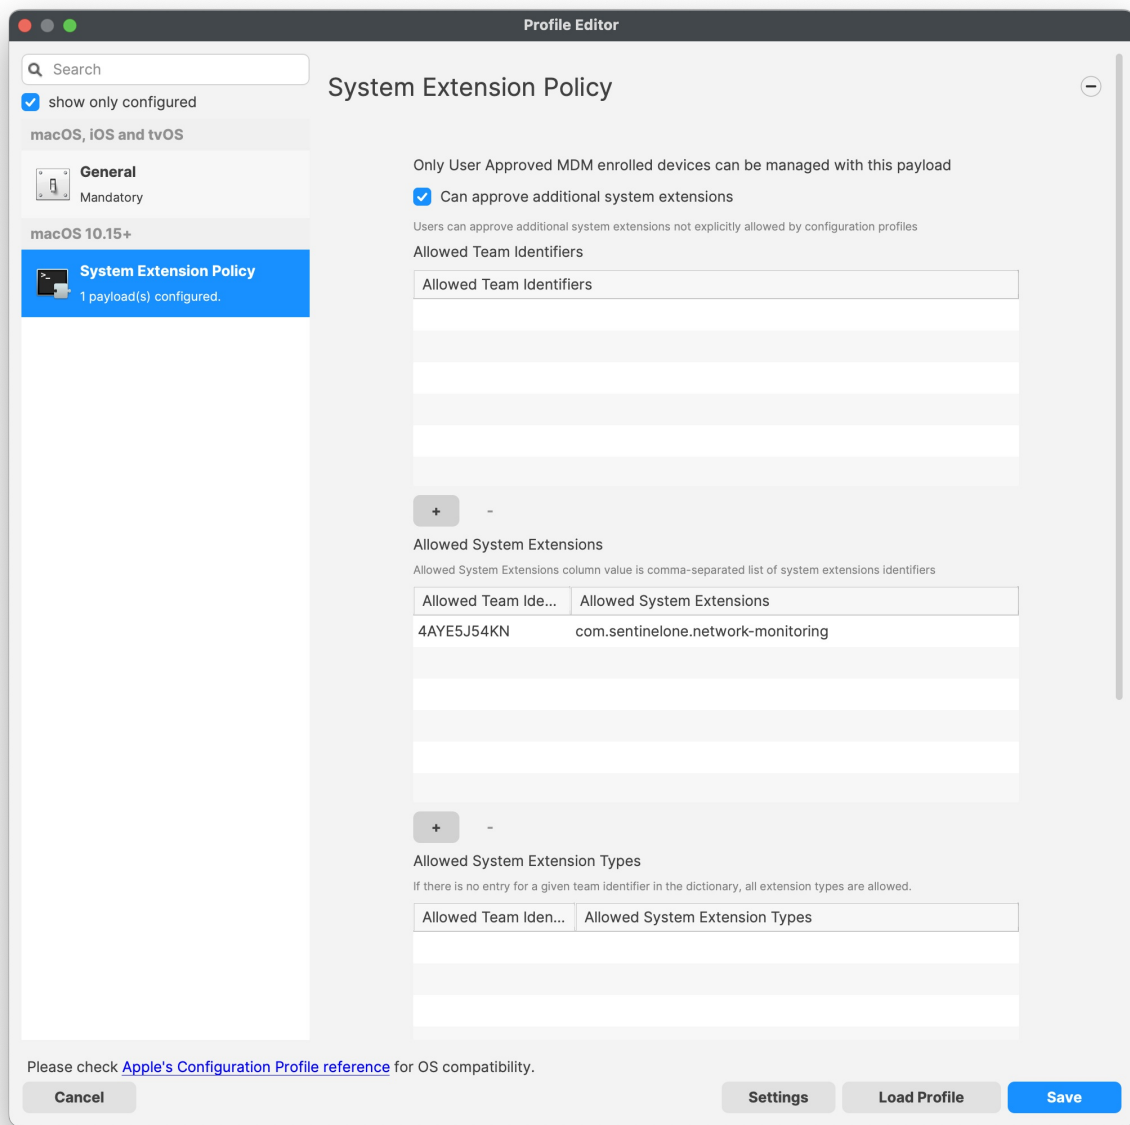 Profile Editor
Search
show only configured
macOS, iOS and tvOS
General
Mandatory
macOS 10.15+
System Extension Policy
1 payload(s) configured.
System Extension Policy
Only User Approved MDM enrolled devices can be managed with this payload
Can approve additional system extensions
Users can approve additional system extensions not explicitly allowed by configuration profiles
Allowed Team Identifiers
Allowed Team Identifiers
+ -
Allowed System Extensions
Allowed System Extensions column value is comma-separated list of system extensions identifiers
Allowed Team Ide... Allowed System Extensions
4AYE5J54KN com.sentinelone.network-monitoring
+ -
Allowed System Extension Types
If there is no entry for a given team identifier in the dictionary, all extension types are allowed.
Allowed Team Iden... Allowed System Extension Types
Please check Apple's Configuration Profile reference for OS compatibility.
Cancel Settings Load Profile Save